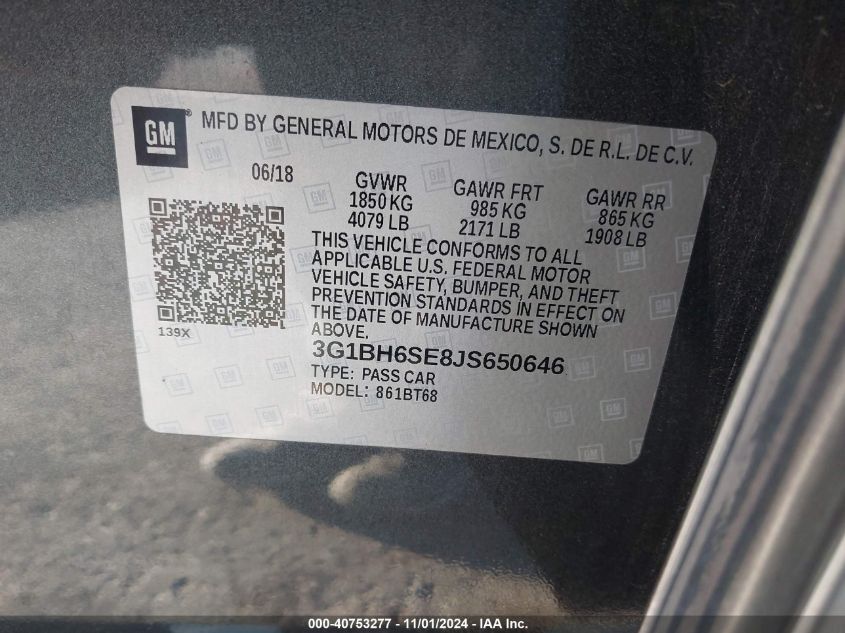 GM® MFD BY GENERAL MOTORS DE MEXICO, S. DE R.L. DE C.V.
06/18
GVWR GAWR FRT GAWR RR
1850 KG 985 KG 865 KG
4079 LB 2171 LB 1908 LB
THIS VEHICLE CONFORMS TO ALL
APPLICABLE U.S. FEDERAL MOTOR
VEHICLE SAFETY, BUMPER, AND THEFT
PREVENTION STANDARDS IN EFFECT ON
THE DATE OF MANUFACTURE SHOWN
ABOVE.
139X
3G1BH6SE8JS650646
TYPE: PASS CAR
MODEL: 861BT68
000-40753277 - 11/01/2024 - IAA Inc.